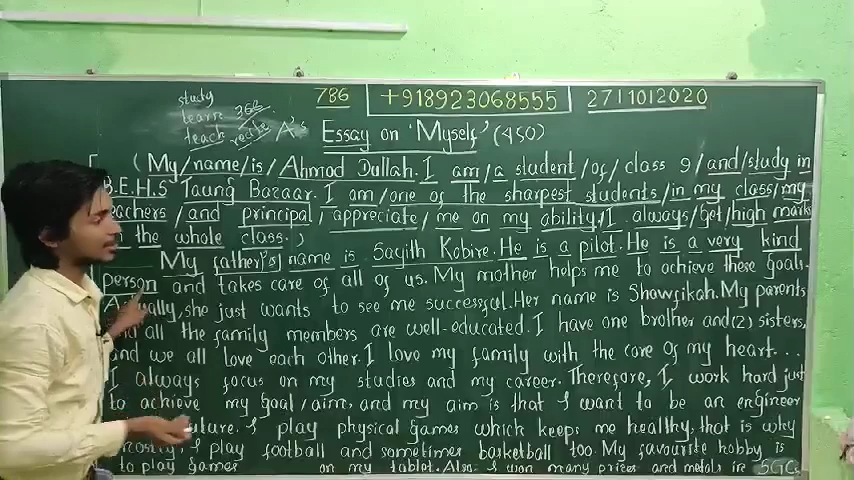 study
learn 360
teach recite A's
786 +918923068555 2711012020
Essay on 'Myself' (450)
( My/name/is/Ahmod Dullah. I am/a student/of/class 9/and/study in
B.E.H.S Taung Bazaar. I am/one of the sharpest students/in my class/my
teachers/and principal, appreciate/me on my ability,/I always/get/high marks
the whole class.)
My father's name is Sayith Kobire. He is a pilot. He is a very kind
person and takes care of all of us. My mother helps me to achieve these goals.
she just wants to see me successful. Her name is Shawfikah. My parents
all the family members are well-educated. I have one brother and (2) sisters,
and we all love each other. I love my family with the core of my heart...
I always focus on my studies and my career. Therefore, I work hard just
to achieve my goal/aim, and my aim is that I want to be an engineer
I play physical games which keeps me healthy, that is why
I play football and sometimes basketball too. My favourite hobby is
to play games on my tablet. Also I won many prizes and metals in SGCs